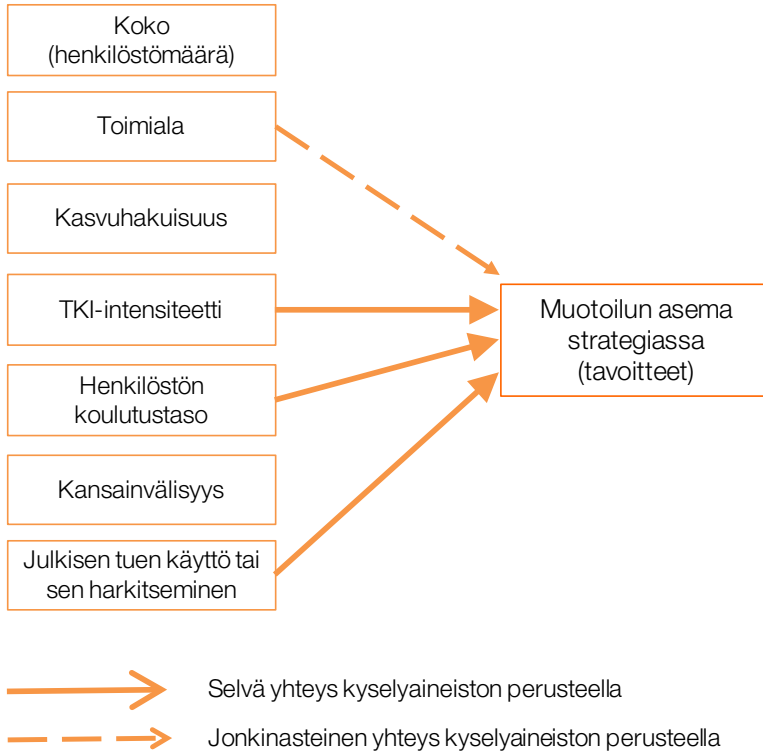 Koko
(henkilöstömäärä)
Toimiala
Kasvuhakuisuus
TKI-intensiteetti
Henkilöstön
koulutustaso
Kansainvälisyys
Julkisen tuen käyttö tai
sen harkitseminen
Muotoilun asema
strategiassa
(tavoitteet)
Selvä yhteys kyselyaineiston perusteella
Jonkinasteinen yhteys kyselyaineiston perusteella